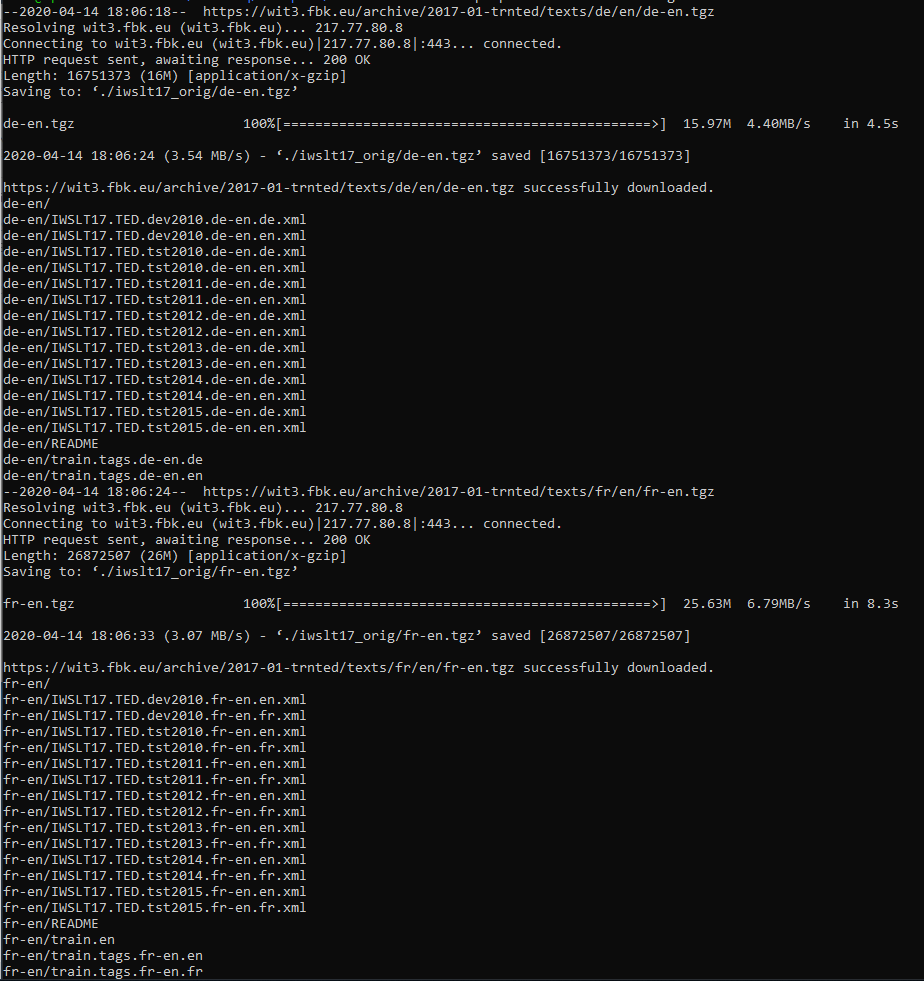 --2020-04-14 18:06:18--  https://wit3.fbk.eu/archive/2017-01-trnted/texts/de/en/de-en.tgz
Resolving wit3.fbk.eu (wit3.fbk.eu)... 217.77.80.8
Connecting to wit3.fbk.eu (wit3.fbk.eu)|217.77.80.8|:443... connected.
HTTP request sent, awaiting response... 200 OK
Length: 16751373 (16M) [application/x-gzip]
Saving to: ‘./iwslt17_orig/de-en.tgz’
de-en.tgz                     100%[==============================================>]  15.97M  4.40MB/s    in 4.5s
2020-04-14 18:06:24 (3.54 MB/s) - ‘./iwslt17_orig/de-en.tgz’ saved [16751373/16751373]
https://wit3.fbk.eu/archive/2017-01-trnted/texts/de/en/de-en.tgz successfully downloaded.
de-en/
de-en/IWSLT17.TED.dev2010.de-en.de.xml
de-en/IWSLT17.TED.dev2010.de-en.en.xml
de-en/IWSLT17.TED.tst2010.de-en.de.xml
de-en/IWSLT17.TED.tst2010.de-en.en.xml
de-en/IWSLT17.TED.tst2011.de-en.de.xml
de-en/IWSLT17.TED.tst2011.de-en.en.xml
de-en/IWSLT17.TED.tst2012.de-en.de.xml
de-en/IWSLT17.TED.tst2012.de-en.en.xml
de-en/IWSLT17.TED.tst2013.de-en.de.xml
de-en/IWSLT17.TED.tst2013.de-en.en.xml
de-en/IWSLT17.TED.tst2014.de-en.de.xml
de-en/IWSLT17.TED.tst2014.de-en.en.xml
de-en/IWSLT17.TED.tst2015.de-en.de.xml
de-en/IWSLT17.TED.tst2015.de-en.en.xml
de-en/README
de-en/train.tags.de-en.de
de-en/train.tags.de-en.en
--2020-04-14 18:06:24--  https://wit3.fbk.eu/archive/2017-01-trnted/texts/fr/en/fr-en.tgz
Resolving wit3.fbk.eu (wit3.fbk.eu)... 217.77.80.8
Connecting to wit3.fbk.eu (wit3.fbk.eu)|217.77.80.8|:443... connected.
HTTP request sent, awaiting response... 200 OK
Length: 26872507 (26M) [application/x-gzip]
Saving to: ‘./iwslt17_orig/fr-en.tgz’
fr-en.tgz                     100%[==============================================>]  25.63M  6.79MB/s    in 8.3s
2020-04-14 18:06:33 (3.07 MB/s) - ‘./iwslt17_orig/fr-en.tgz’ saved [26872507/26872507]
https://wit3.fbk.eu/archive/2017-01-trnted/texts/fr/en/fr-en.tgz successfully downloaded.
fr-en/
fr-en/IWSLT17.TED.dev2010.fr-en.en.xml
fr-en/IWSLT17.TED.dev2010.fr-en.fr.xml
fr-en/IWSLT17.TED.tst2010.fr-en.en.xml
fr-en/IWSLT17.TED.tst2010.fr-en.fr.xml
fr-en/IWSLT17.TED.tst2011.fr-en.en.xml
fr-en/IWSLT17.TED.tst2011.fr-en.fr.xml
fr-en/IWSLT17.TED.tst2012.fr-en.en.xml
fr-en/IWSLT17.TED.tst2012.fr-en.fr.xml
fr-en/IWSLT17.TED.tst2013.fr-en.en.xml
fr-en/IWSLT17.TED.tst2013.fr-en.fr.xml
fr-en/IWSLT17.TED.tst2014.fr-en.en.xml
fr-en/IWSLT17.TED.tst2014.fr-en.fr.xml
fr-en/IWSLT17.TED.tst2015.fr-en.en.xml
fr-en/IWSLT17.TED.tst2015.fr-en.fr.xml
fr-en/README
fr-en/train.en
fr-en/train.tags.fr-en.en
fr-en/train.tags.fr-en.fr